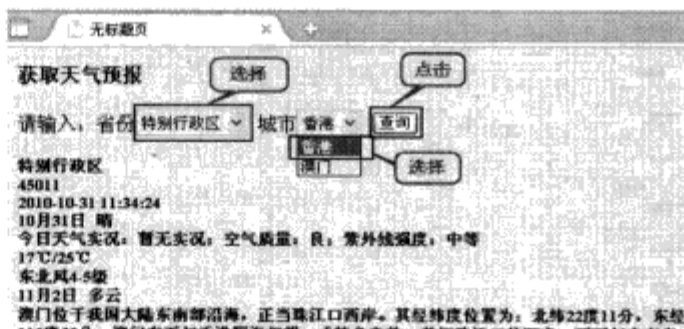 无标题页
获取天气预报
选择
点击
请输入：省份 特别行政区 城市 香港 查询
香港
澳门
选择
特别行政区
45011
2010-10-31 11:34:24
10月31日 晴
今日天气实况：暂无实况；空气质量：良；紫外线强度：中等
17℃/25℃
东北风4-5级
11月2日 多云
澳门位于我国大陆东南部沿海，正当珠江口西岸。其经纬度位置为：北纬22度11分，东经